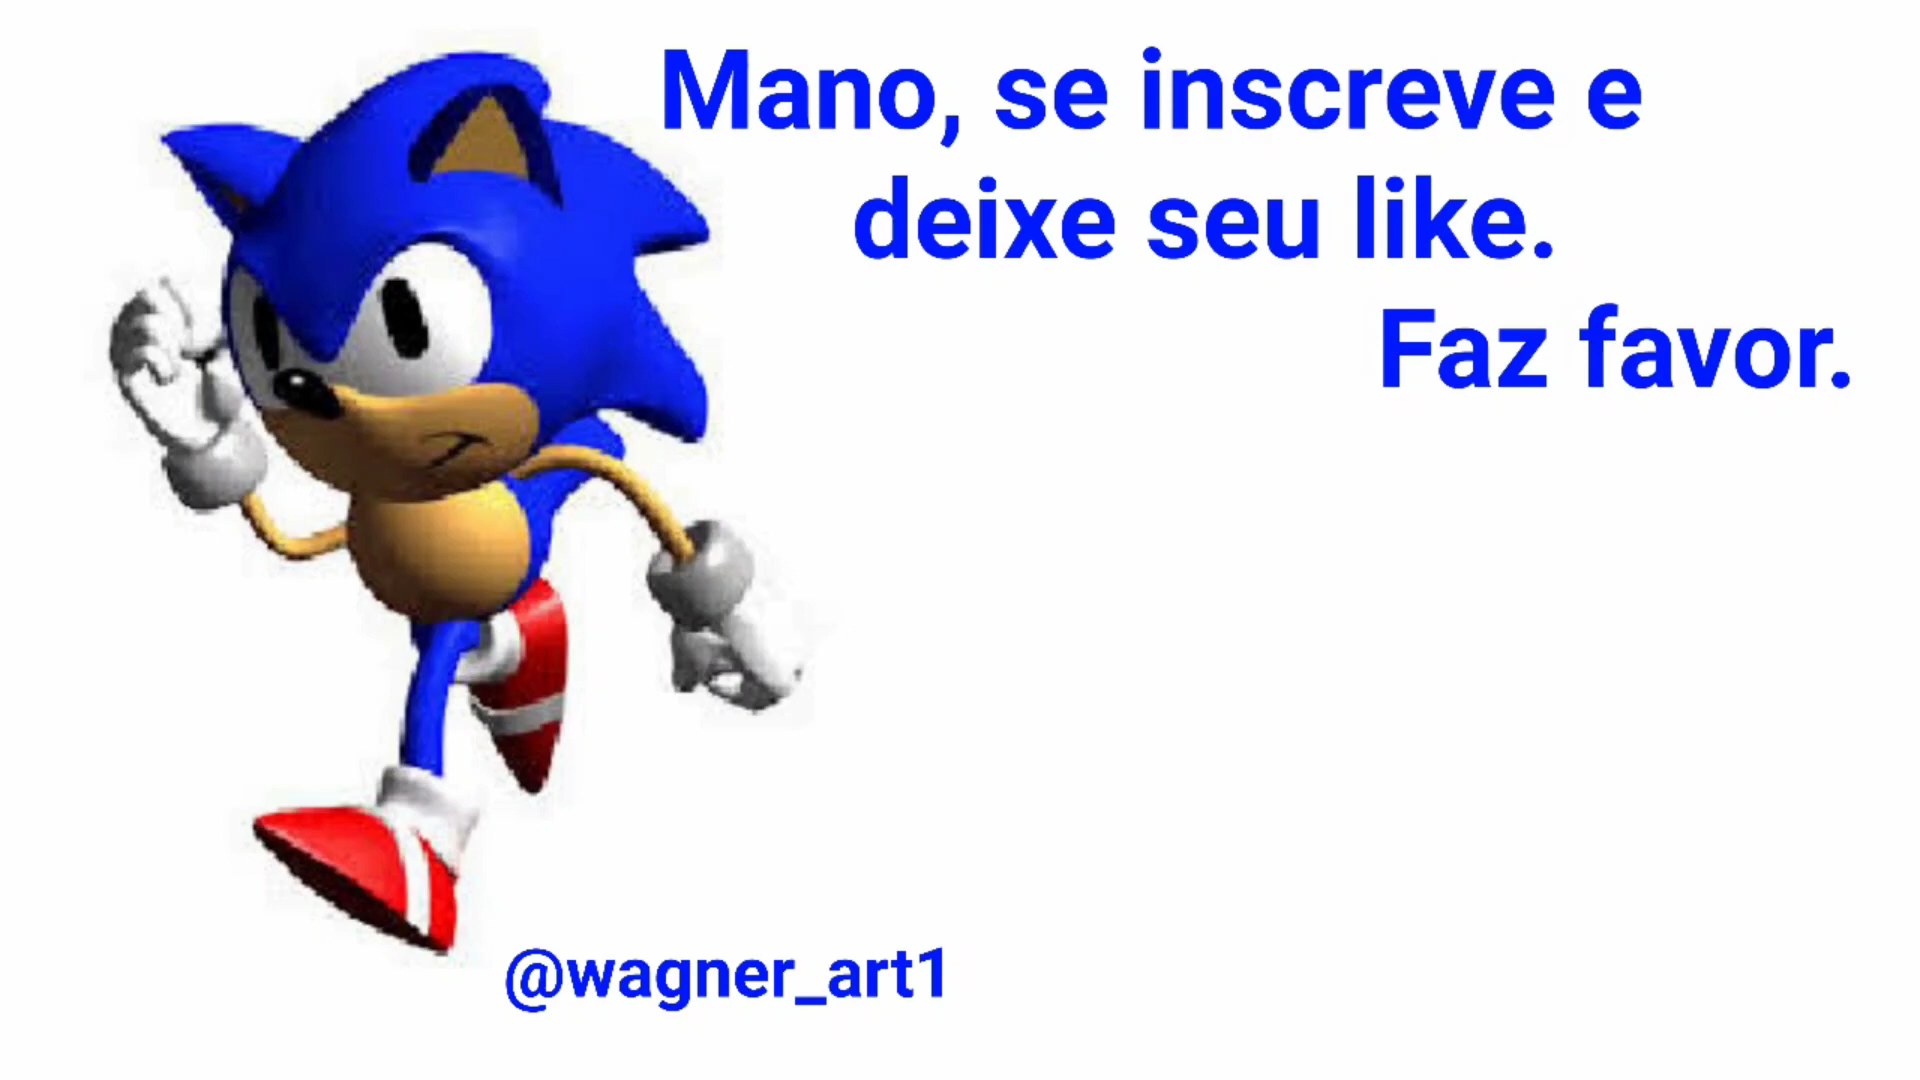 Mano, se inscreve e
deixe seu like.
Faz favor.
@wagner_art1